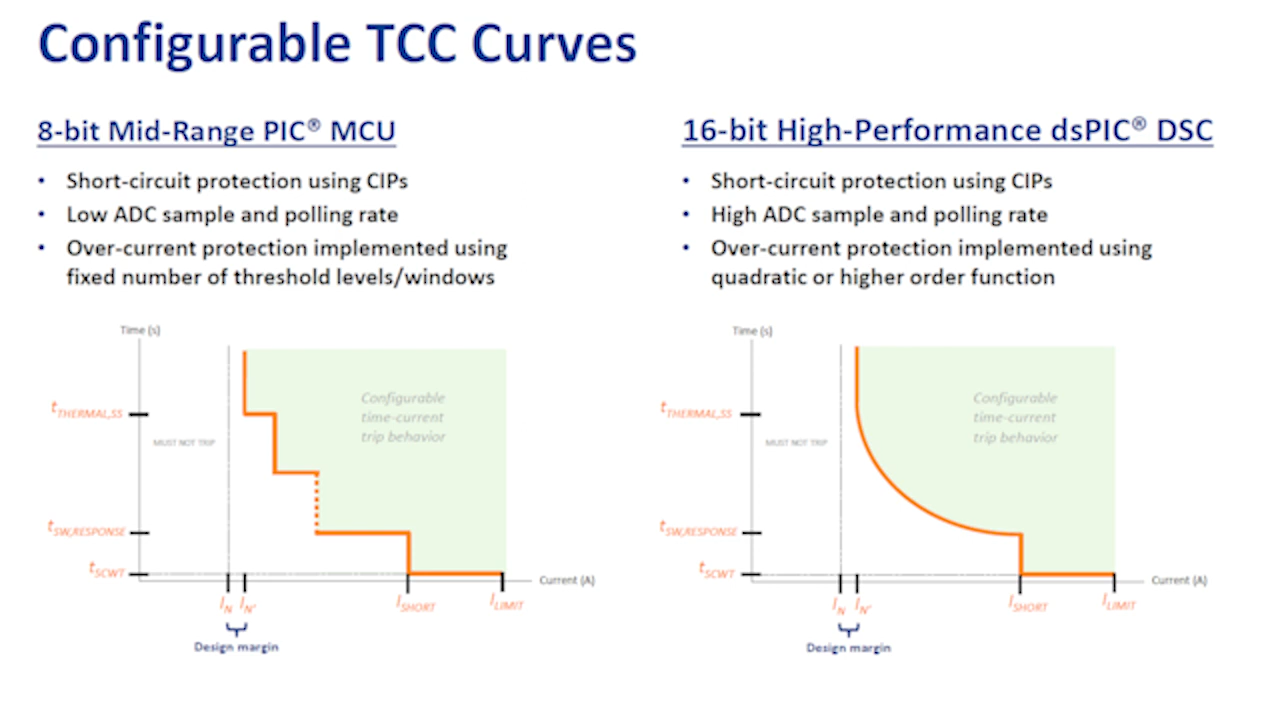 Configurable TCC Curves
8-bit Mid-Range PIC® MCU
• Short-circuit protection using CIPs
• Low ADC sample and polling rate
• Over-current protection implemented using
fixed number of threshold levels/windows
Time (s)
tTHERMAL,SS
tSW,RESPONSE
tSCWT
MUST NOT TRIP
Configurable
time-current
trip behavior
Current (A)
IN IN'
ISHORT
ILIMIT
Design margin
16-bit High-Performance dsPIC® DSC
• Short-circuit protection using CIPs
• High ADC sample and polling rate
• Over-current protection implemented using
quadratic or higher order function
Time (s)
tTHERMAL,SS
tSW,RESPONSE
tSCWT
MUST NOT TRIP
Configurable
time-current
trip behavior
Current (A)
IN IN'
ISHORT
ILIMIT
Design margin